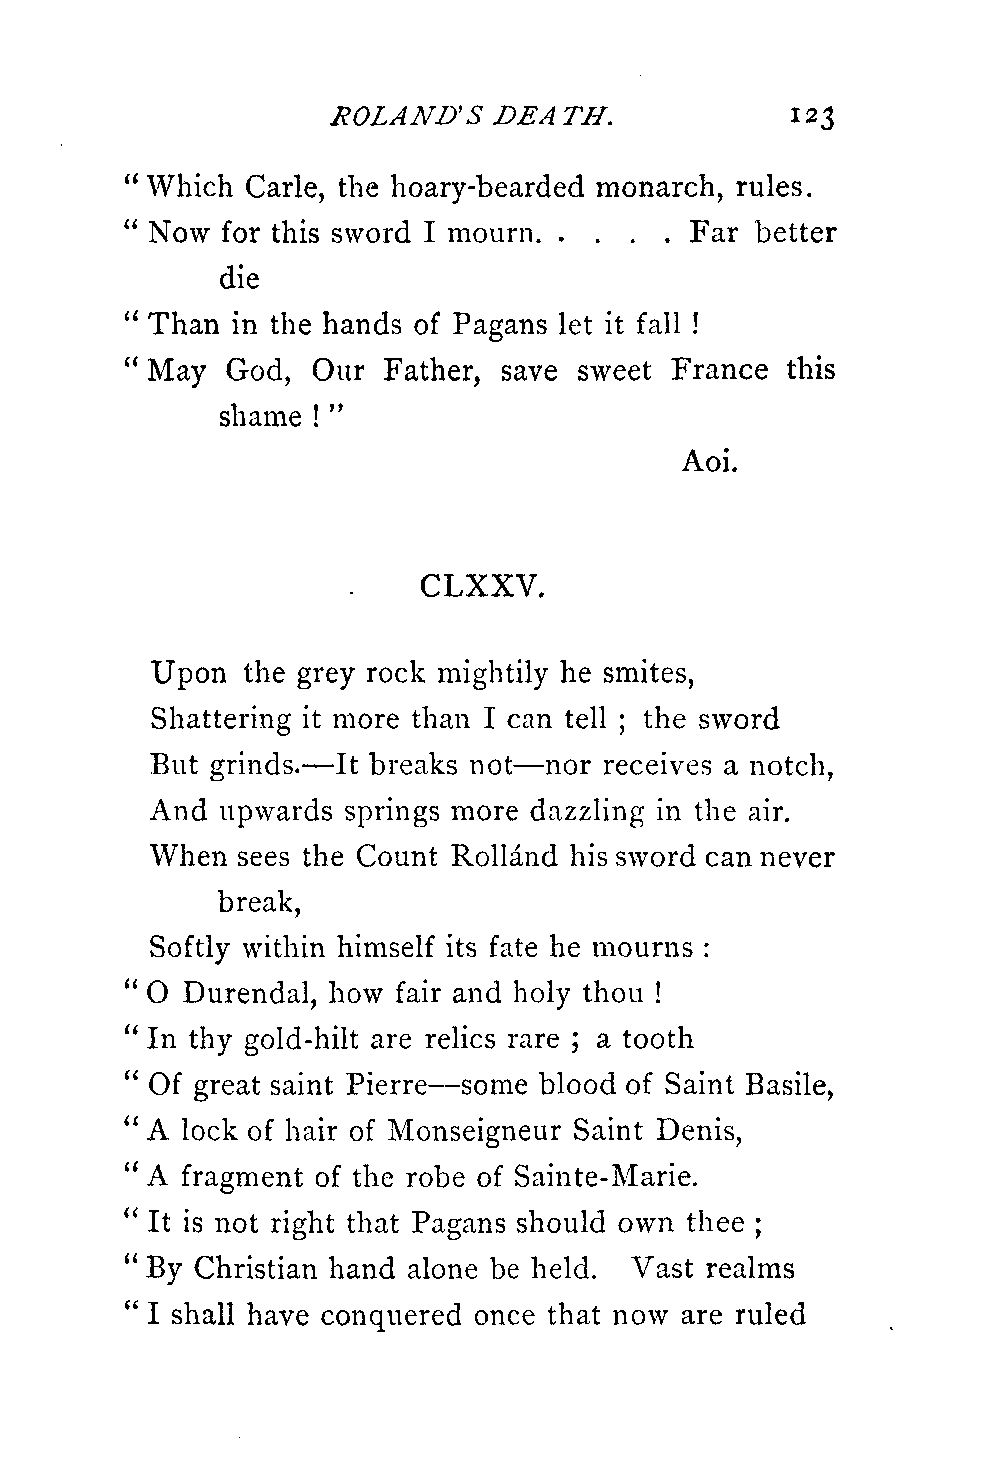 ROLAND'S DEATH. 123
“ Which Carle, the hoary-bearded monarch, rules.
“ Now for this sword I mourn. . . . . Far better
die
“ Than in the hands of Pagans let it fall !
“ May God, Our Father, save sweet France this
shame ! ”
Aoi.
CLXXV.
Upon the grey rock mightily he smites,
Shattering it more than I can tell ; the sword
But grinds.—It breaks not—nor receives a notch,
And upwards springs more dazzling in the air.
When sees the Count Rollánd his sword can never
break,
Softly within himself its fate he mourns :
“ O Durendal, how fair and holy thou !
“ In thy gold-hilt are relics rare ; a tooth
“ Of great saint Pierre—some blood of Saint Basile,
“ A lock of hair of Monseigneur Saint Denis,
“ A fragment of the robe of Sainte-Marie.
“ It is not right that Pagans should own thee ;
“ By Christian hand alone be held. Vast realms
“ I shall have conquered once that now are ruled